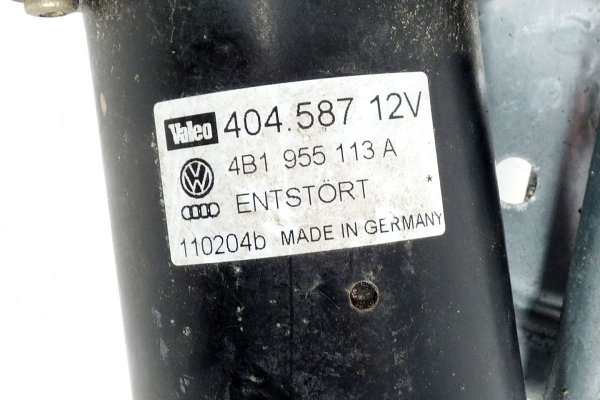 Valeo 404.587 12V
4B1 955 113 A
ENTSTÖRT *
110204b MADE IN GERMANY